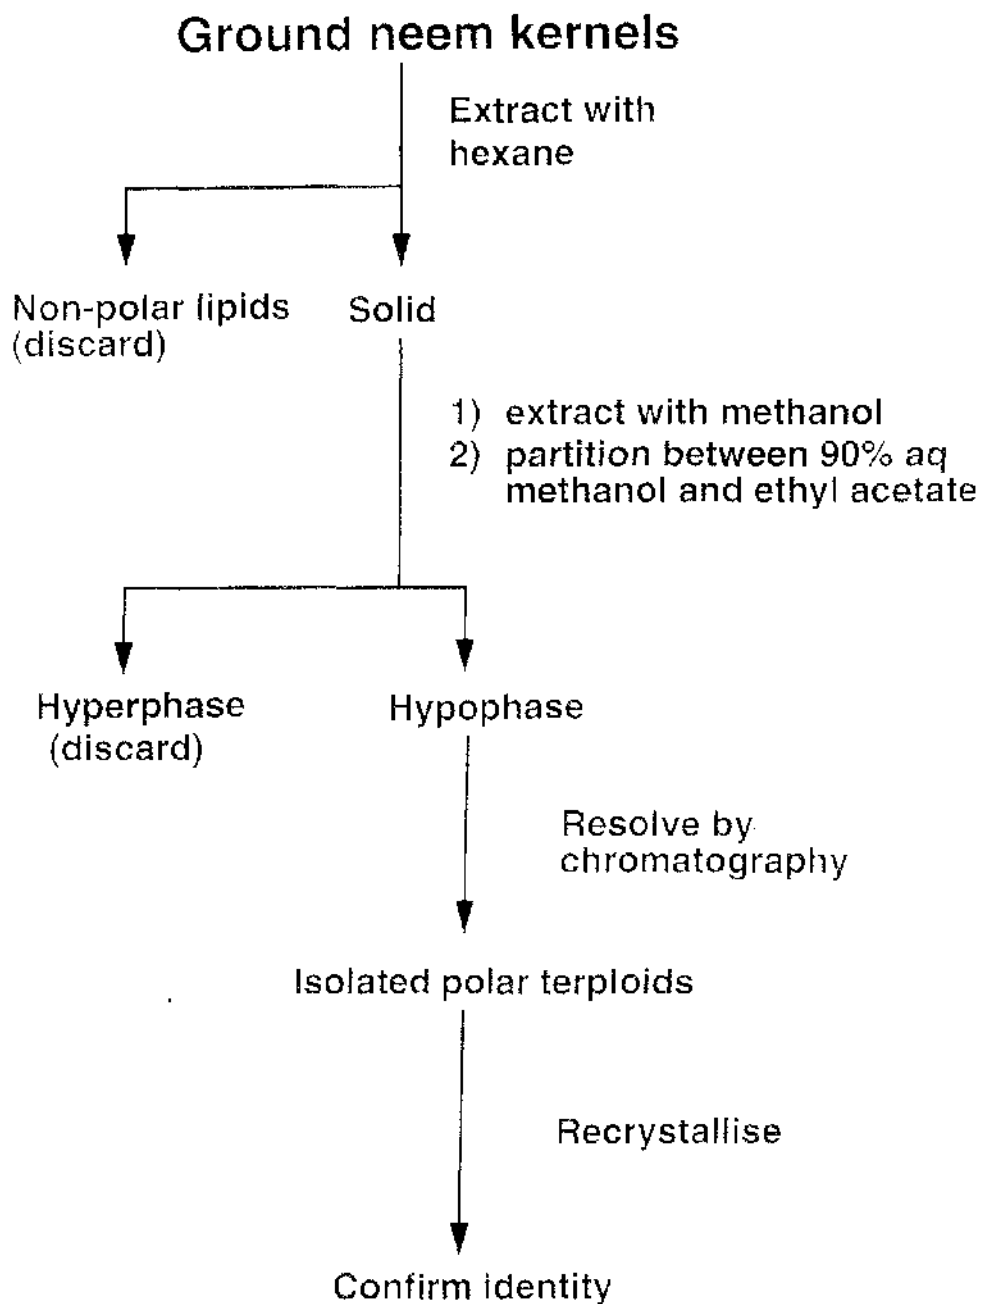 Ground neem kernels
Extract with
hexane
Non-polar lipids
(discard)
Solid
1) extract with methanol
2) partition between 90% aq
methanol and ethyl acetate
Hyperphase
(discard)
Hypophase
Resolve by
chromatography
Isolated polar terploids
Recrystallise
Confirm identity